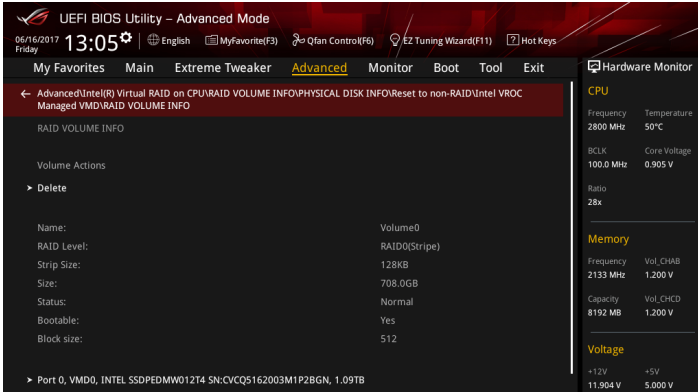 UEFI BIOS Utility – Advanced Mode
06/16/2017 Friday 13:05 English MyFavorite(F3) Qfan Control(F6) EZ Tuning Wizard(F11) ? Hot Keys
My Favorites Main Extreme Tweaker Advanced Monitor Boot Tool Exit
← Advanced\Intel(R) Virtual RAID on CPU\RAID VOLUME INFO\PHYSICAL DISK INFO\Reset to non-RAID\Intel VROC
Managed VMD\RAID VOLUME INFO
RAID VOLUME INFO
Volume Actions
> Delete
Name: Volume0
RAID Level: RAID0(Stripe)
Strip Size: 128KB
Size: 708.0GB
Status: Normal
Bootable: Yes
Block size: 512
> Port 0, VMD0, INTEL SSDPEDMW012T4 SN:CVCQ5162003M1P2BGN, 1.09TB
Hardware Monitor
CPU
Frequency Temperature
2800 MHz 50°C
BCLK Core Voltage
100.0 MHz 0.905 V
Ratio
28x
Memory
Frequency Vol_CHAB
2133 MHz 1.200 V
Capacity Vol_CHCD
8192 MB 1.200 V
Voltage
+12V +5V
11.904 V 5.000 V